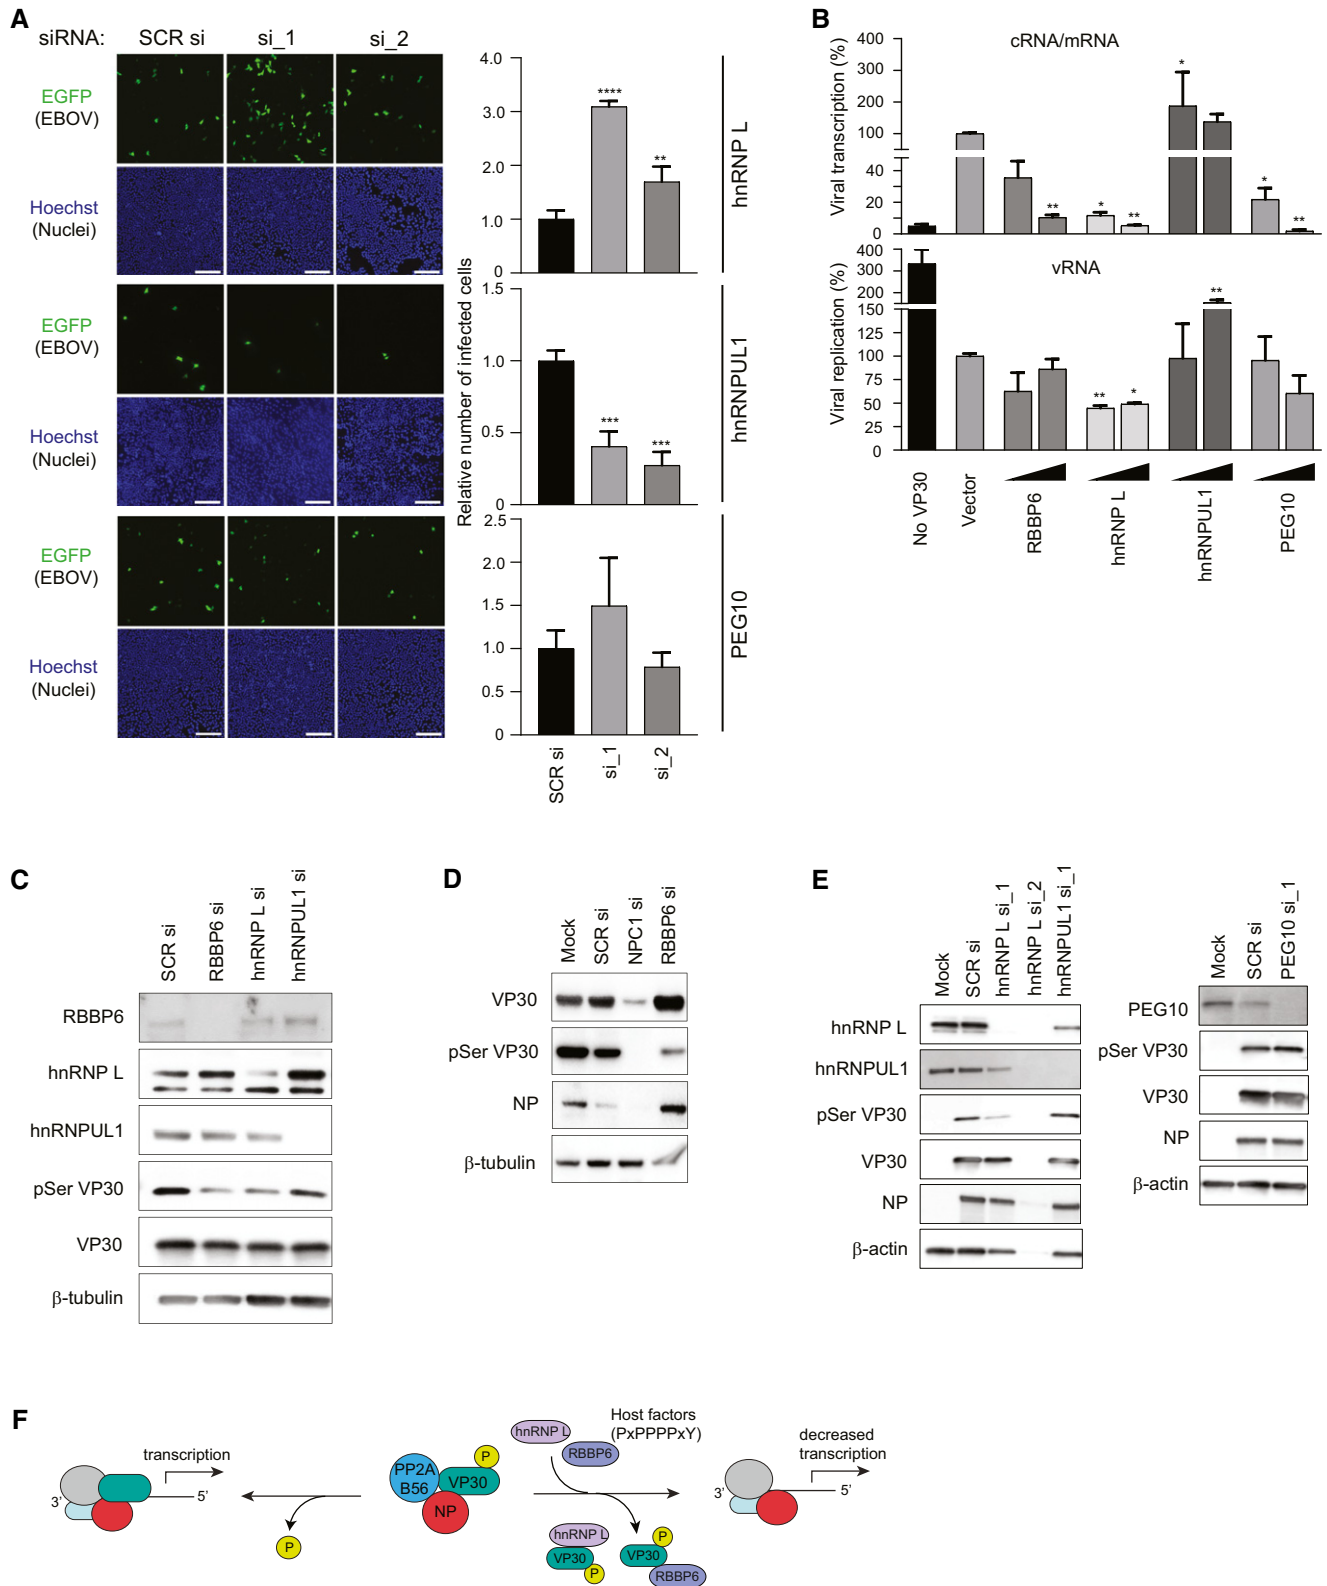 A
siRNA: SCR si si_1 si_2
EGFP
(EBOV)
Hoechst
(Nuclei)
EGFP
(EBOV)
Hoechst
(Nuclei)
EGFP
(EBOV)
Hoechst
(Nuclei)
Relative number of infected cells
4.0
3.0
2.0
1.0
0
****
**
hnRNP L
1.5
1.0
0.5
0
***
***
hnRNPUL1
2.5
2.0
1.5
1.0
0.5
0
PEG10
SCR si
si_1
si_2
B
cRNA/mRNA
Viral transcription (%)
400
300
200
100
40
20
0
**
*
**
*
*
**
vRNA
Viral replication (%)
400
300
200
150
100
75
50
25
0
**
*
**
No VP30
Vector
RBBP6
hnRNP L
hnRNPUL1
PEG10
C
SCR si
RBBP6 si
hnRNP L si
hnRNPUL1 si
RBBP6
hnRNP L
hnRNPUL1
pSer VP30
VP30
β-tubulin
D
Mock
SCR si
NPC1 si
RBBP6 si
VP30
pSer VP30
NP
β-tubulin
E
Mock
SCR si
hnRNP L si_1
hnRNP L si_2
hnRNPUL1 si_1
hnRNP L
hnRNPUL1
pSer VP30
VP30
NP
β-actin
Mock
SCR si
PEG10 si_1
PEG10
pSer VP30
VP30
NP
β-actin
F
transcription
3'
5'
P
PP2A
B56
P
VP30
NP
hnRNP L
RBBP6
Host factors
(PxPPPPxY)
hnRNP L
VP30
P
P
VP30
RBBP6
decreased
transcription
3'
5'